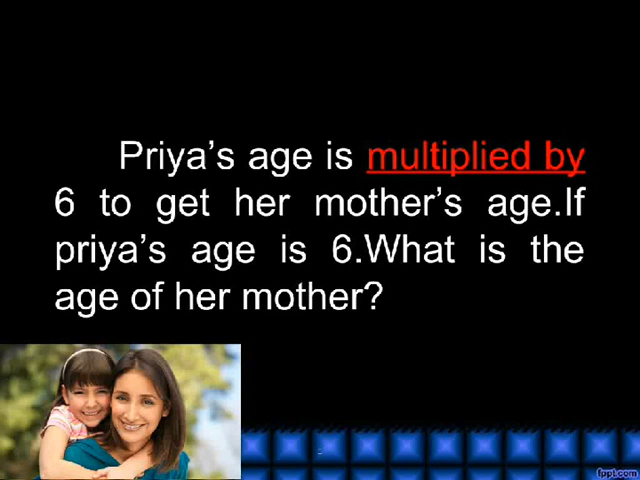 Priya’s age is multiplied by
6 to get her mother’s age.If
priya’s age is 6.What is the
age of her mother?
fppt.com